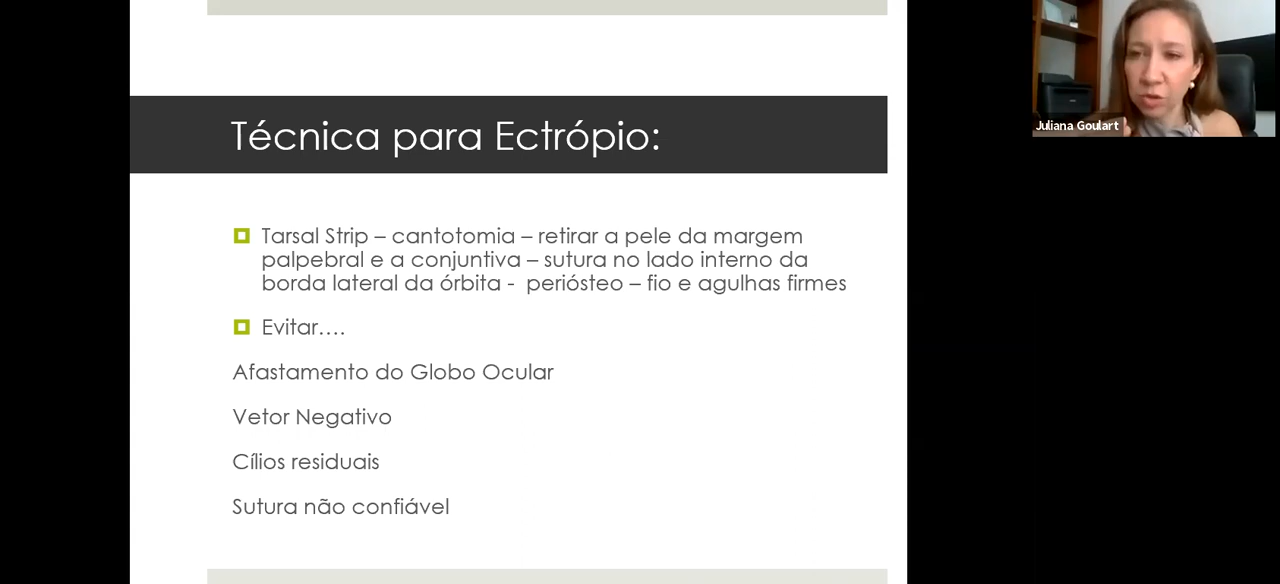 Técnica para Ectrópio:
Tarsal Strip – cantotomia – retirar a pele da margem
palpebral e a conjuntiva – sutura no lado interno da
borda lateral da órbita - periósteo – fio e agulhas firmes
Evitar....
Afastamento do Globo Ocular
Vetor Negativo
Cílios residuais
Sutura não confiável
Juliana Goulart